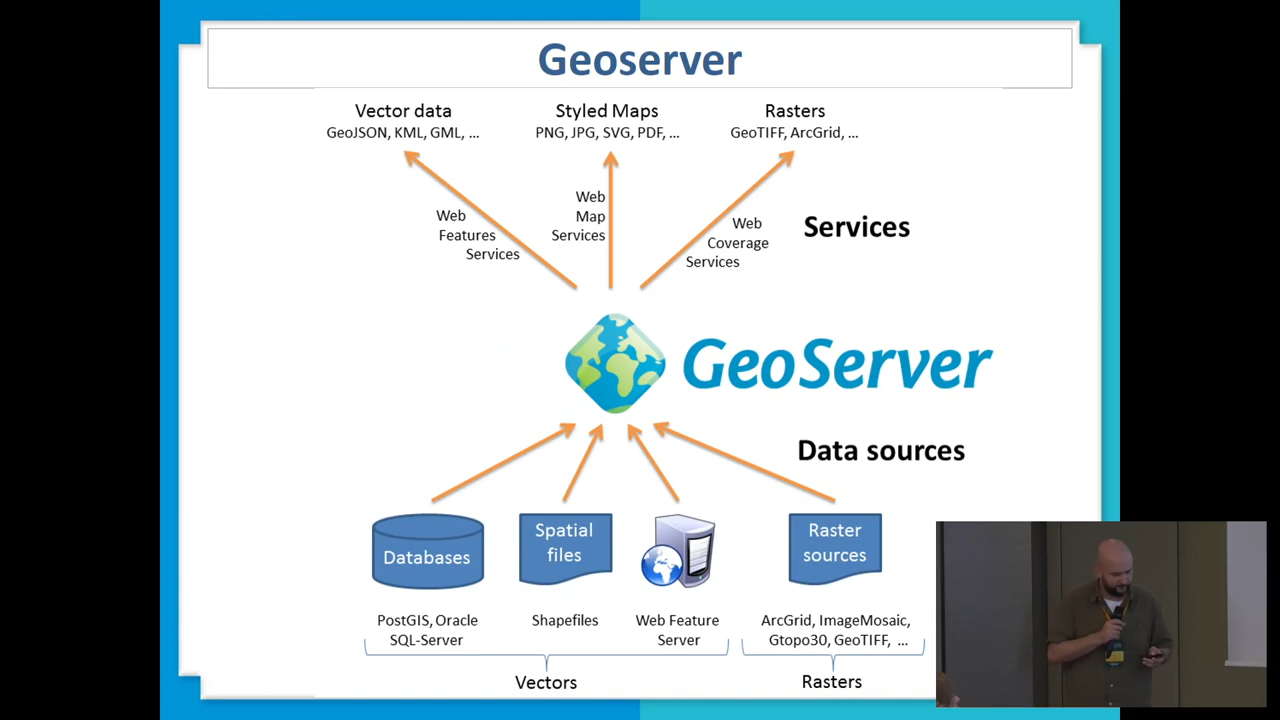 Geoserver
Vector data
GeoJSON, KML, GML, ...
Styled Maps
PNG, JPG, SVG, PDF, ...
Rasters
GeoTIFF, ArcGrid, ...
Web
Features
Services
Web
Map
Services
Web
Coverage
Services
Services
GeoServer
Data sources
Databases
Spatial
files
Raster
sources
PostGIS, Oracle
SQL-Server
Shapefiles
Web Feature
Server
ArcGrid, ImageMosaic,
Gtopo30, GeoTIFF, ...
Vectors
Rasters